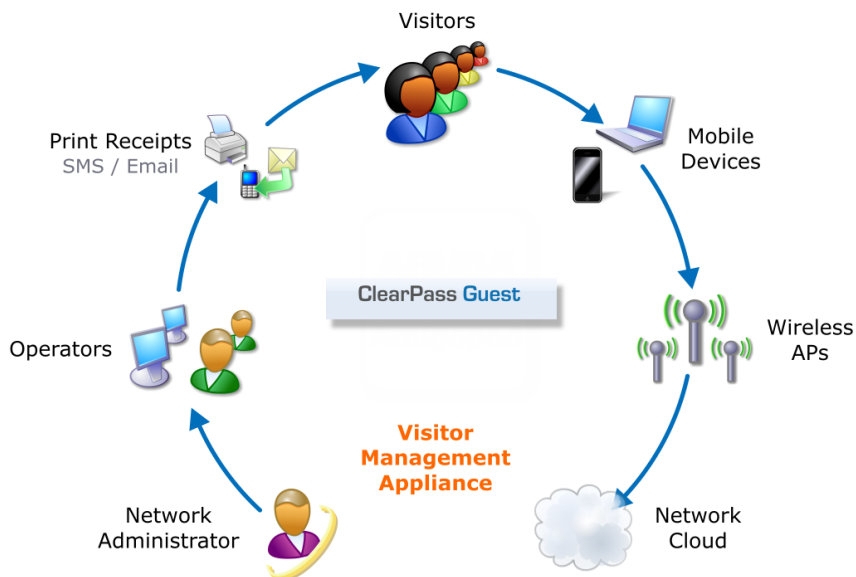 Visitors
Print Receipts
SMS / Email
Mobile
Devices
ClearPass Guest
Operators
Wireless
APs
Visitor
Management
Appliance
Network
Administrator
Network
Cloud